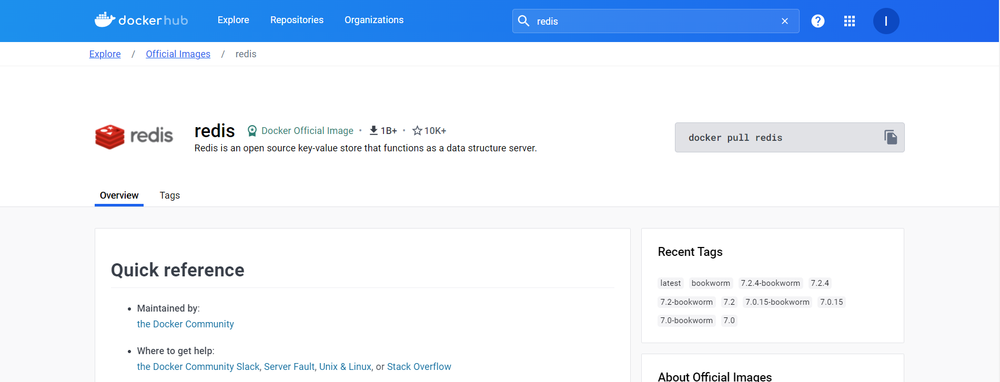 dockerhub Explore Repositories Organizations redis ? I
Explore / Official Images / redis
redis redis Docker Official Image • 1B+ • 10K+
Redis is an open source key-value store that functions as a data structure server.
docker pull redis
Overview Tags
Quick reference
• Maintained by:
the Docker Community
• Where to get help:
the Docker Community Slack, Server Fault, Unix & Linux, or Stack Overflow
Recent Tags
latest bookworm 7.2.4-bookworm 7.2.4
7.2-bookworm 7.2 7.0.15-bookworm 7.0.15
7.0-bookworm 7.0
About Official Images